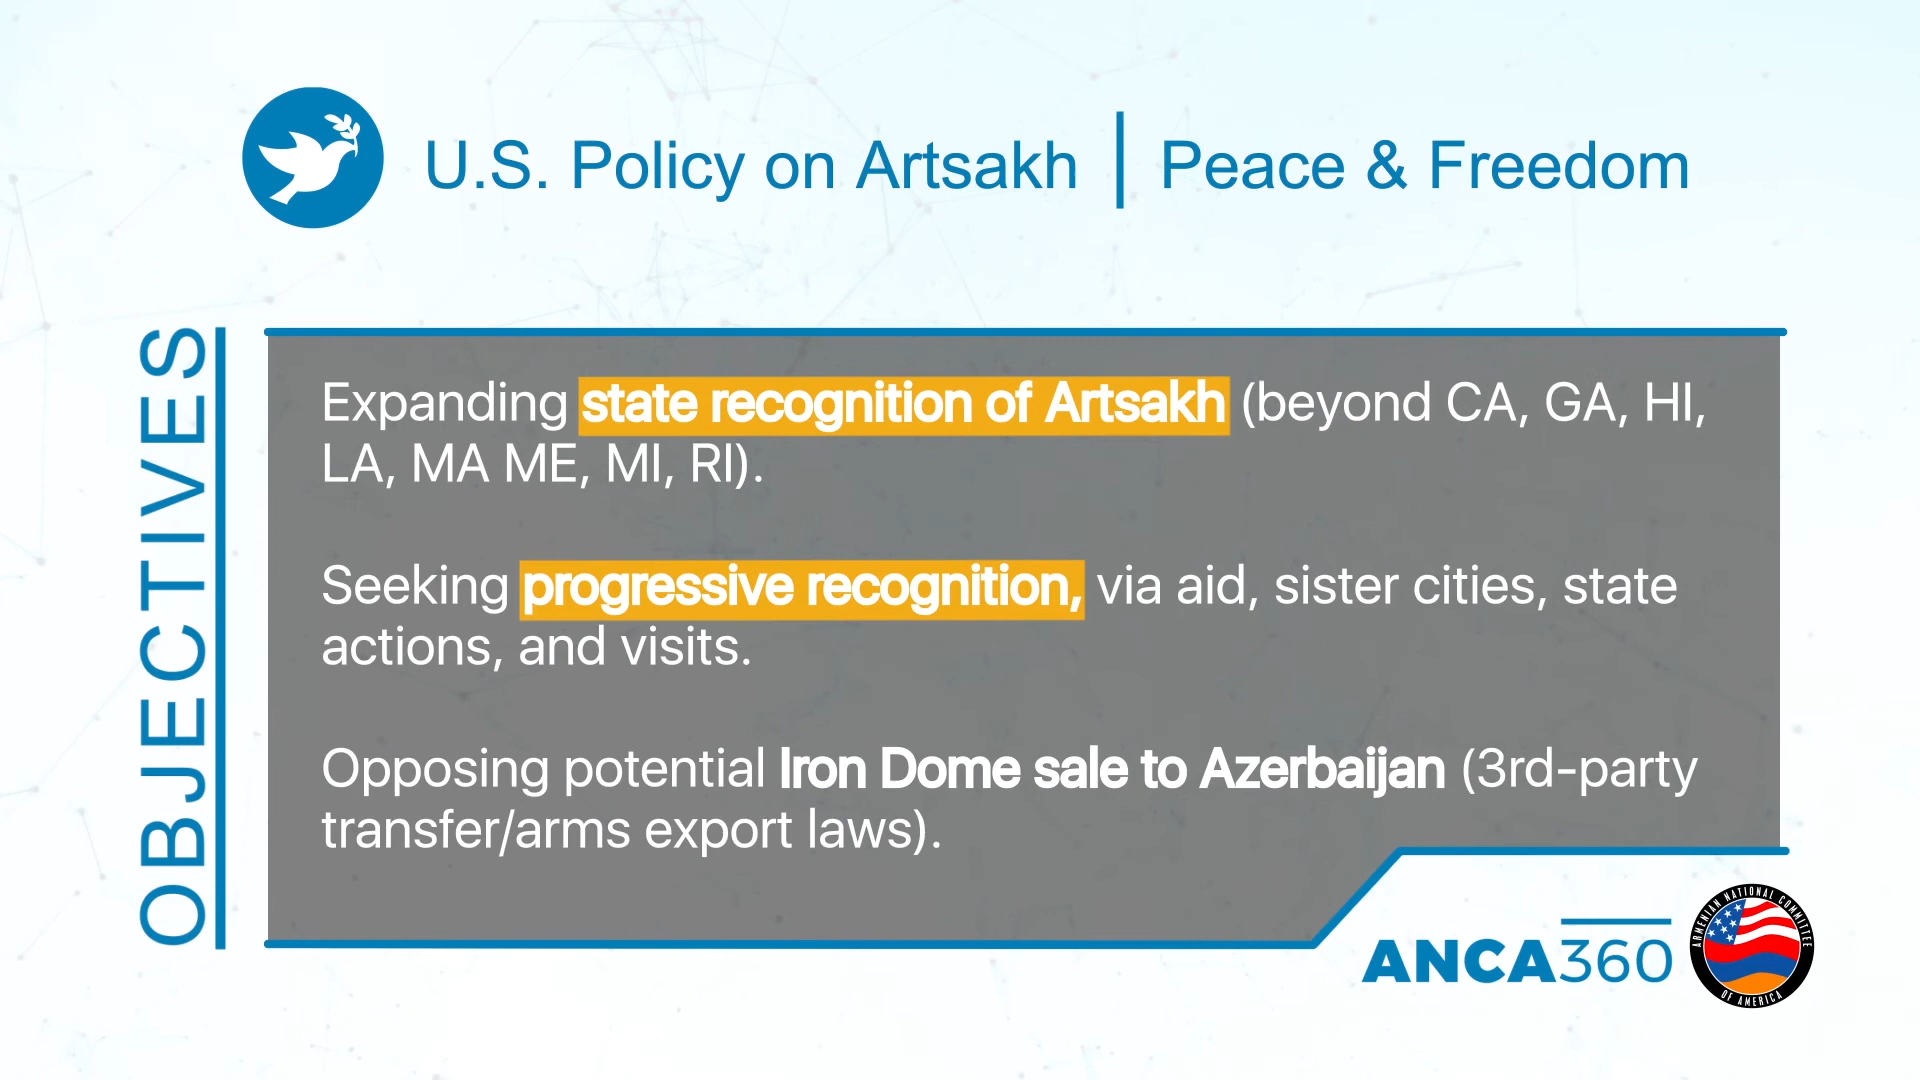 U.S. Policy on Artsakh | Peace & Freedom
OBJECTIVES
Expanding state recognition of Artsakh (beyond CA, GA, HI,
LA, MA ME, MI, RI).
Seeking progressive recognition, via aid, sister cities, state
actions, and visits.
Opposing potential Iron Dome sale to Azerbaijan (3rd-party
transfer/arms export laws).
ANCA360
ARMENIAN NATIONAL COMMITTEE
OF AMERICA